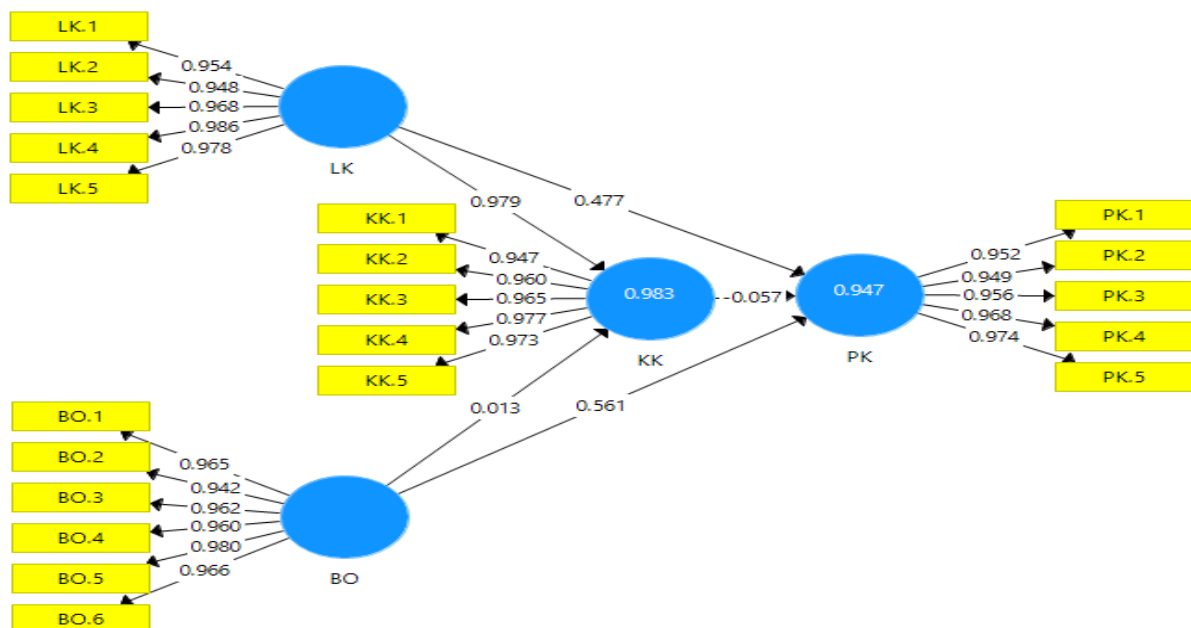 LK.1
LK.2
LK.3
LK.4
LK.5
0.954
0.948
0.968
0.986
0.978
LK
0.979
0.477
KK.1
KK.2
KK.3
KK.4
KK.5
0.947
0.960
0.965
0.977
0.973
0.983
KK
-0.057
0.947
PK
0.952
0.949
0.956
0.968
0.974
PK.1
PK.2
PK.3
PK.4
PK.5
0.013
0.561
BO.1
BO.2
BO.3
BO.4
BO.5
BO.6
0.965
0.942
0.962
0.960
0.980
0.966
BO